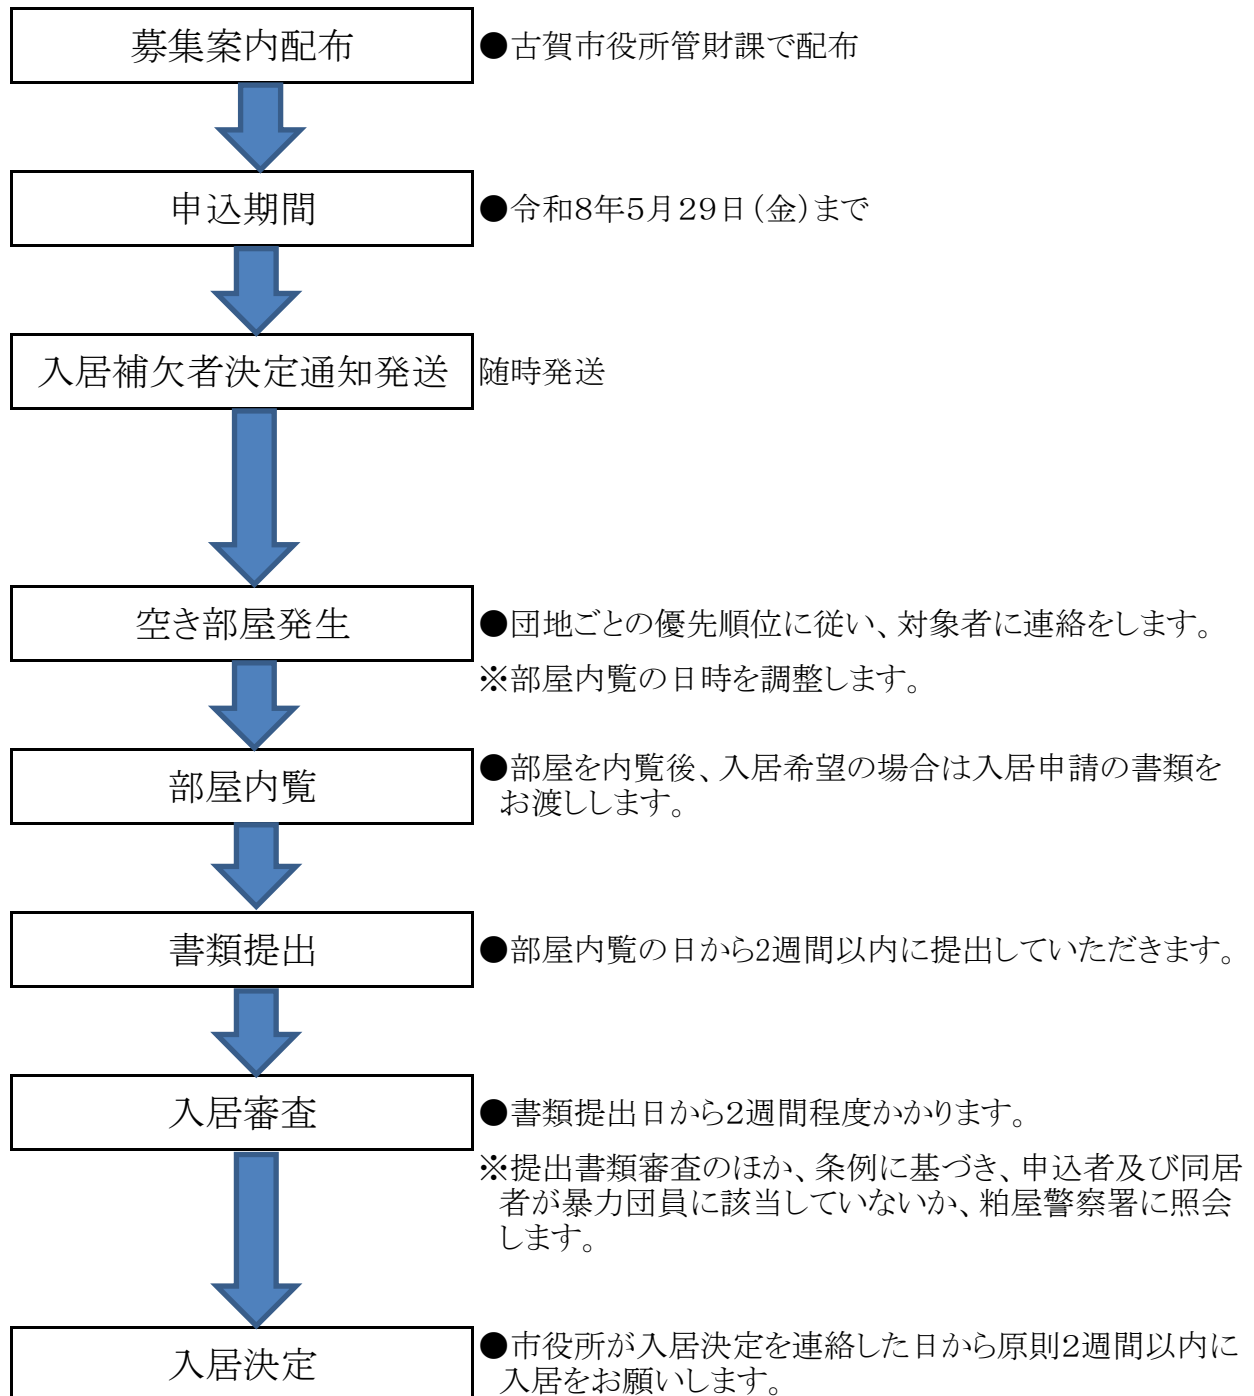 募集案内配布
●古賀市役所管財課で配布
申込期間
●令和8年5月29日(金)まで
入居補欠者決定通知発送
随時発送
空き部屋発生
●団地ごとの優先順位に従い、対象者に連絡をします。
※部屋内覧の日時を調整します。
部屋内覧
●部屋を内覧後、入居希望の場合は入居申請の書類を
お渡しします。
書類提出
●部屋内覧の日から2週間以内に提出していただきます。
入居審査
●書類提出日から2週間程度かかります。
※提出書類審査のほか、条例に基づき、申込者及び同居
者が暴力団員に該当していないか、粕屋警察署に照会
します。
入居決定
●市役所が入居決定を連絡した日から原則2週間以内に
入居をお願いします。